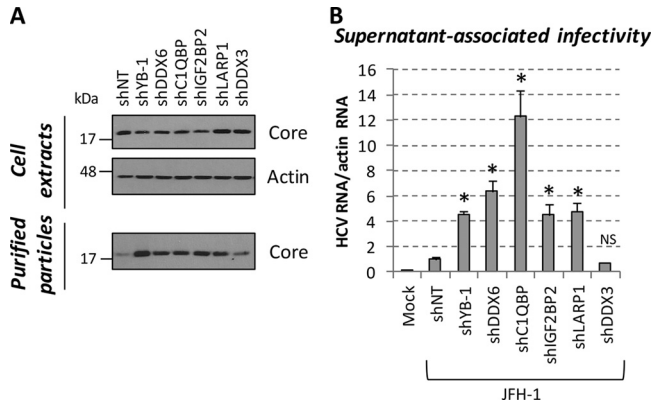 A
shNT
shYB-1
shDDX6
shC1QBP
shIGF2BP2
shLARP1
shDDX3
kDa
Cell
extracts
17
Core
48
Actin
Purified
particles
17
Core
B
Supernatant-associated infectivity
HCV RNA/actin RNA
16
14
12
10
8
6
4
2
0
*
*
*
*
*
NS
Mock
shNT
shYB-1
shDDX6
shC1QBP
shIGF2BP2
shLARP1
shDDX3
JFH-1